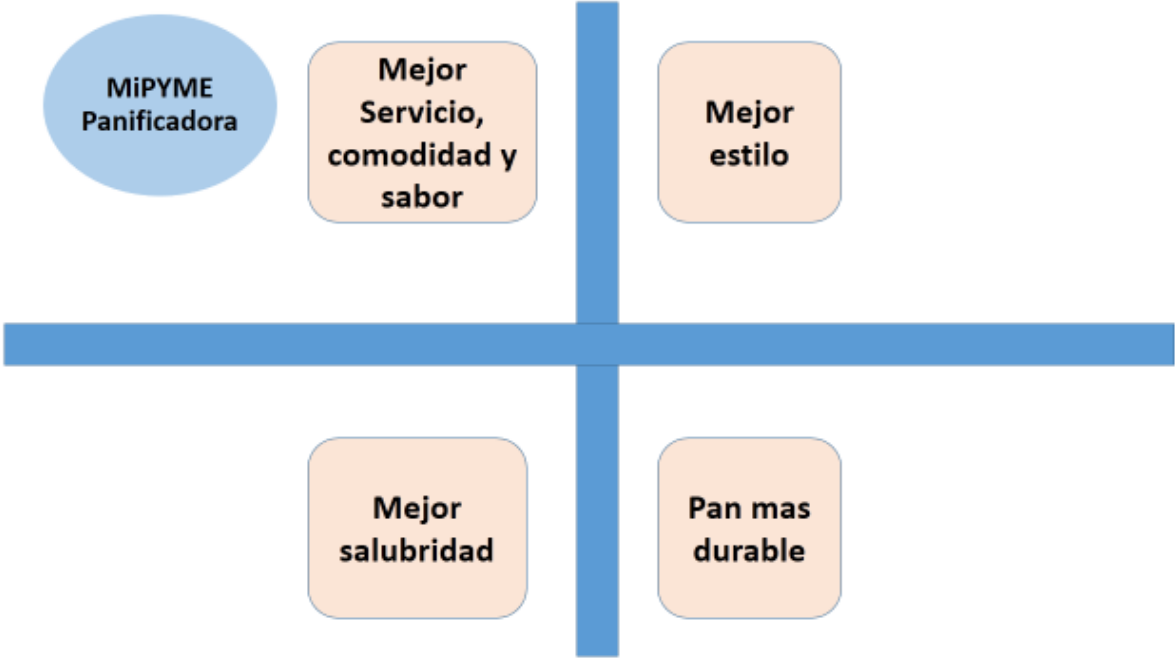 MiPYME
Panificadora
Mejor
Servicio,
comodidad y
sabor
Mejor
estilo
Mejor
salubridad
Pan mas
durable